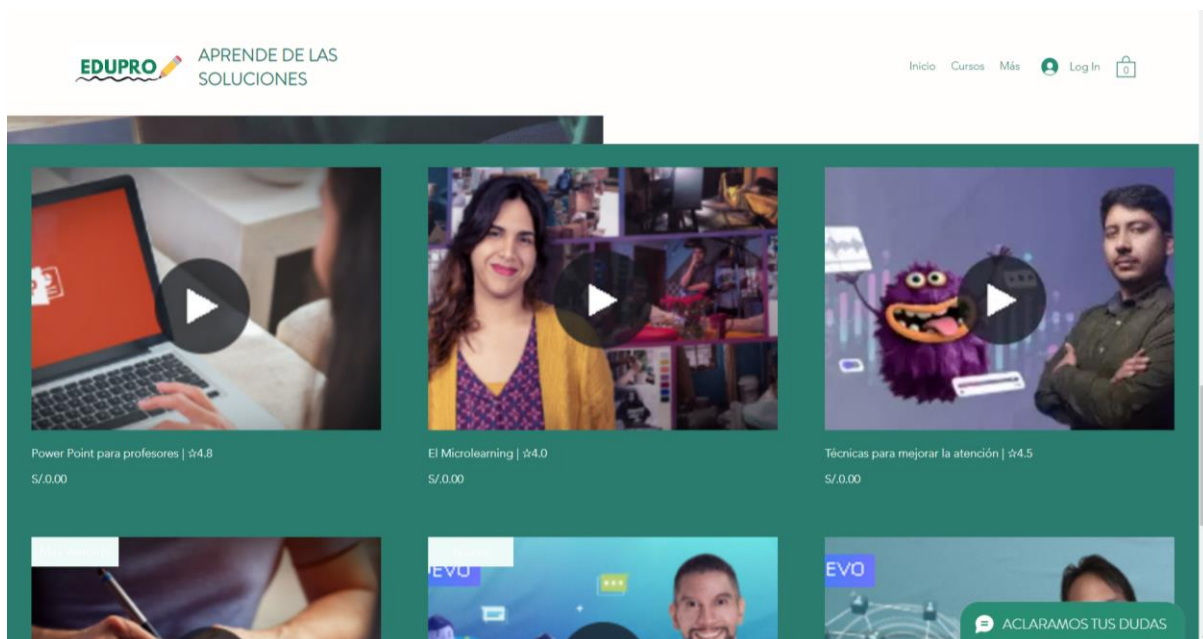 EDUPRO
APRENDE DE LAS
SOLUCIONES
Inicio
Cursos
Más
Log In
0
Power Point para profesores | ☆4.8
S/.0.00
El Microlearning | ☆4.0
S/.0.00
Técnicas para mejorar la atención | ☆4.5
S/.0.00
EVO
EVO
ACLARAMOS TUS DUDAS